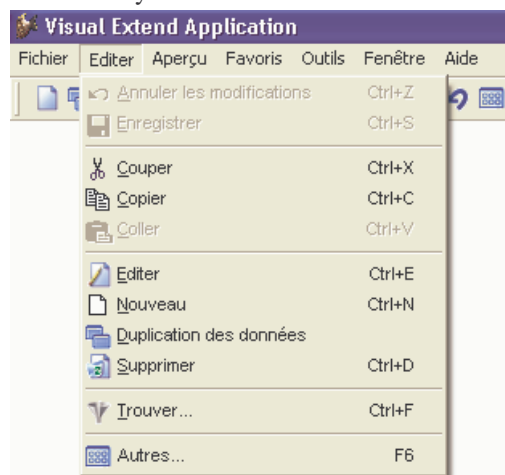 Visual Extend Application
Fichier Editer Aperçu Favoris Outils Fenêtre Aide
Annuler les modifications Ctrl+Z
Enregistrer Ctrl+S
Couper Ctrl+X
Copier Ctrl+C
Coller Ctrl+V
Editer Ctrl+E
Nouveau Ctrl+N
Duplication des données
Supprimer Ctrl+D
Trouver... Ctrl+F
Autres... F6